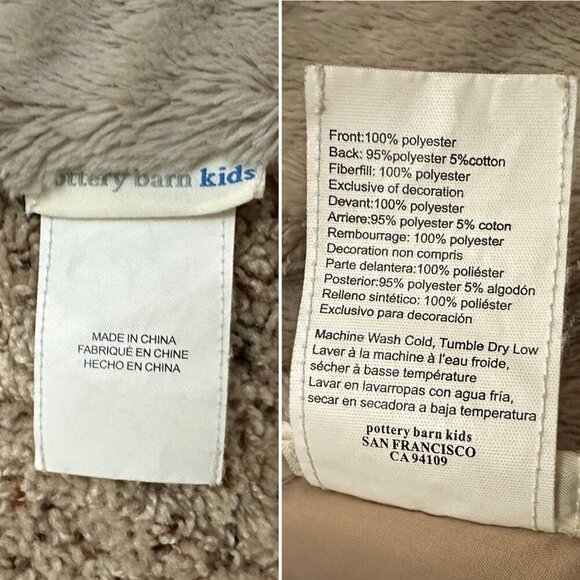 ottery barn kids
MADE IN CHINA
FABRIQUÉ EN CHINE
HECHO EN CHINA
Front:100% polyester
Back: 95%polyester 5%cotton
Fiberfill: 100% polyester
Exclusive of decoration
Devant:100% polyester
Arriere:95% polyester 5% coton
Rembourrage: 100% polyester
Decoration non compris
Parte delantera:100% poliéster
Posterior:95% polyester 5% algodón
Relleno sintético: 100% poliéster
Exclusivo para decoración
Machine Wash Cold, Tumble Dry Low
Laver à la machine à l'eau froide,
sécher à basse température
Lavar en lavarropas con agua fría,
secar en secadora a baja temperatura
pottery barn kids
SAN FRANCISCO
CA 94109